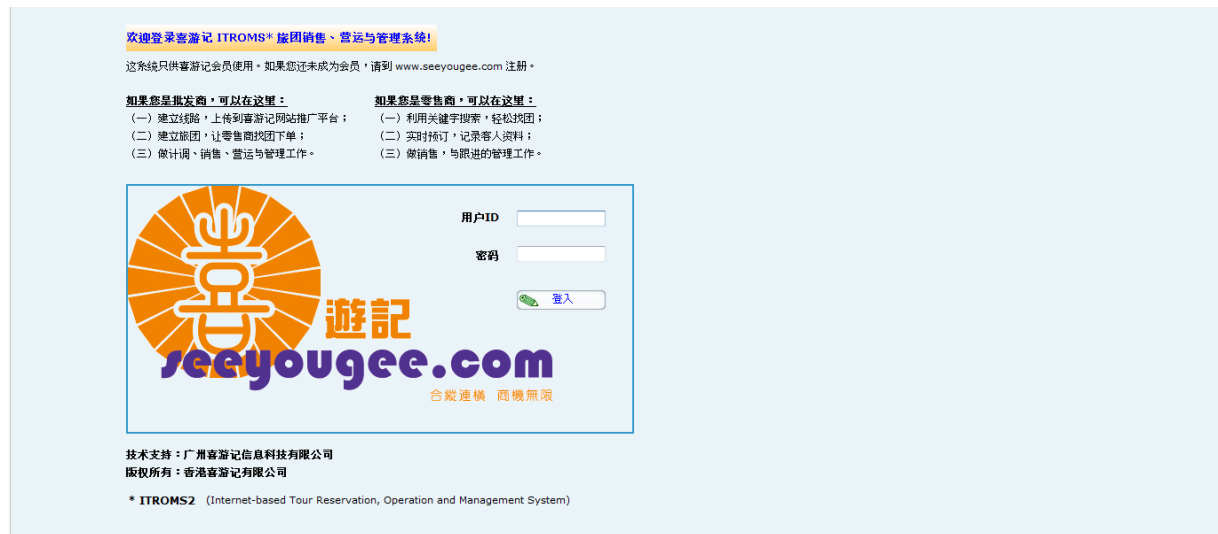 欢迎登录喜游记 ITROMS* 旅团销售、营运与管理系统!
这系统只供喜游记会员使用。如果您还未成为会员，请到 www.seeyougee.com 注册。
如果您是批发商，可以在这里：
（一）建立线路，上传到喜游记网站推广平台；
（二）建立旅团，让零售商找团下单；
（三）做计调、销售、营运与管理工作。
如果您是零售商，可以在这里：
（一）利用关键字搜索，轻松找团；
（二）实时预订，记录客人资料；
（三）做销售，与跟进的管理工作。
用户ID
密码
登入
喜
遊記
seeyougee.com
合縱連橫 商機無限
技术支持：广州喜游记信息科技有限公司
版权所有：香港喜游记有限公司
* ITROMS2 (Internet-based Tour Reservation, Operation and Management System)